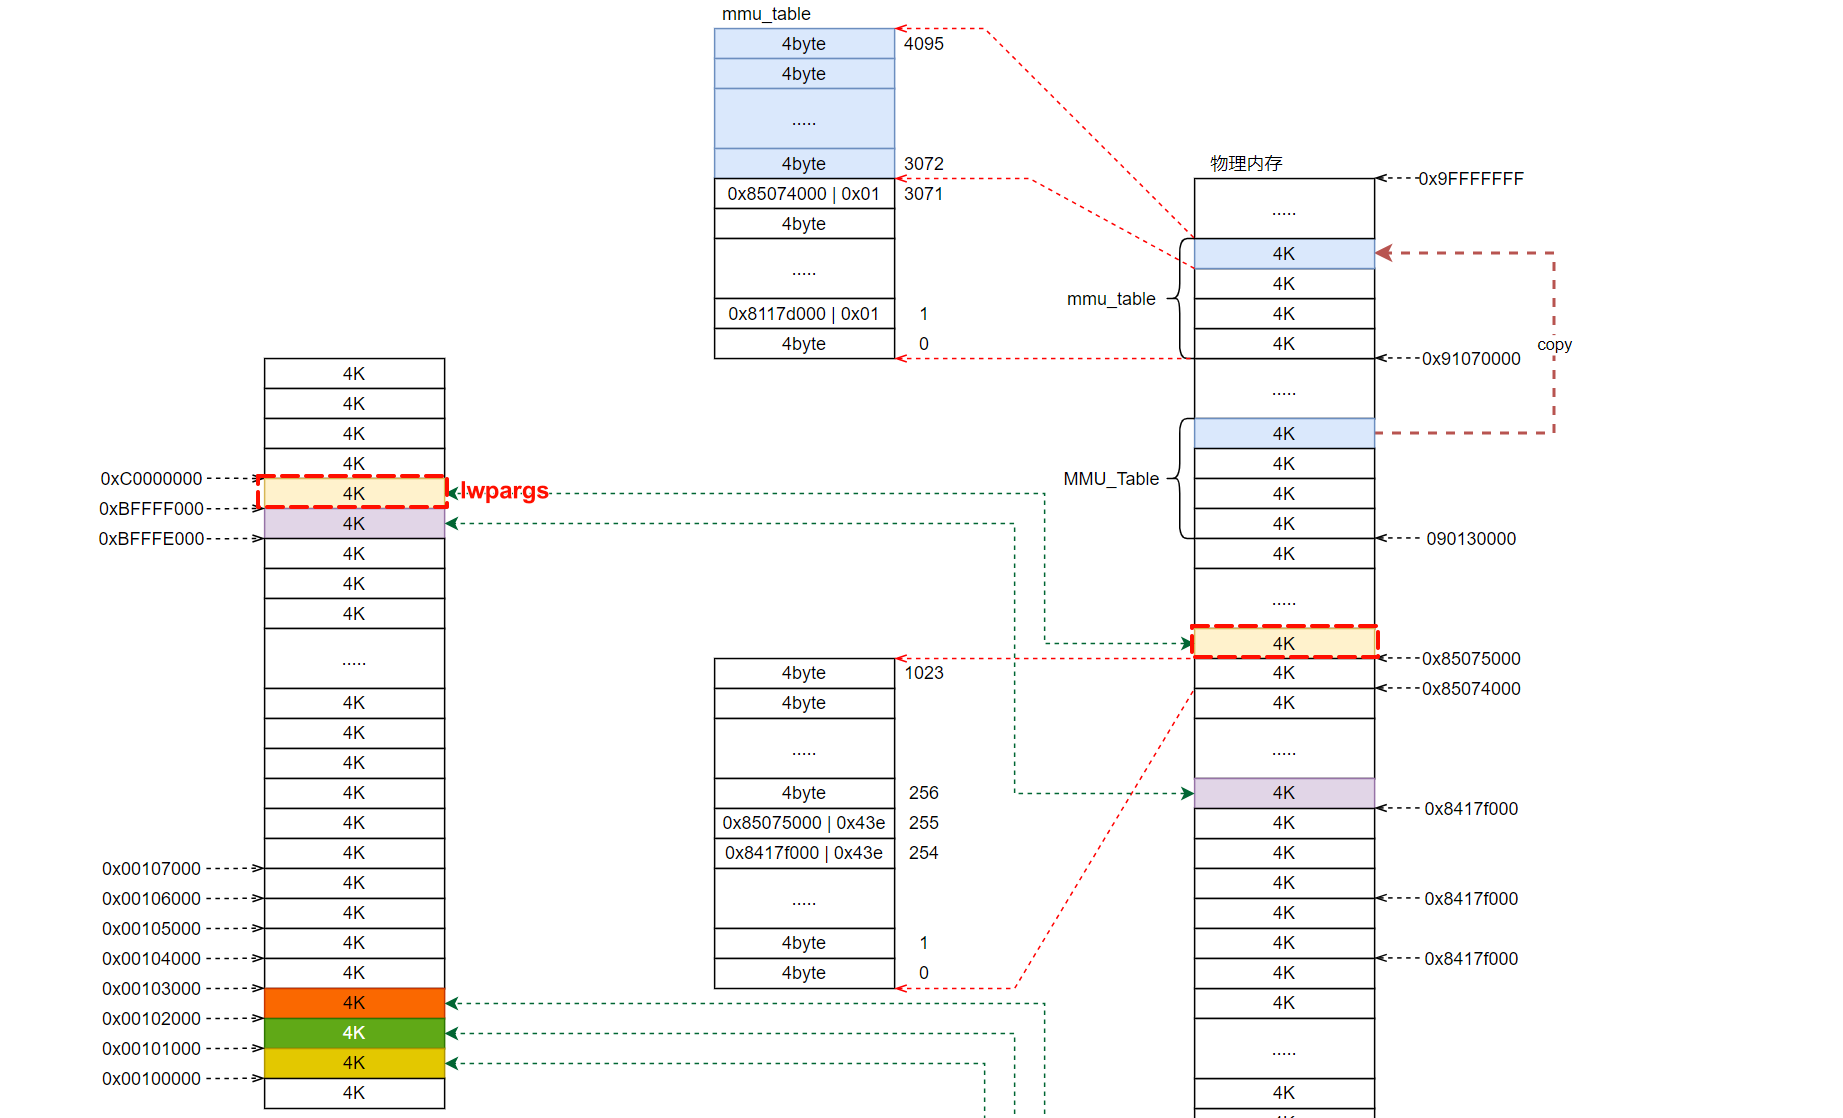 mmu_table
4byte
4095
4byte
.....
4byte
3072
0x85074000 | 0x01
3071
4byte
.....
0x8117d000 | 0x01
1
4byte
0
物理内存
0x9FFFFFFF
.....
4K
4K
4K
4K
mmu_table
0x91070000
copy
.....
4K
4K
4K
4K
MMU_Table
090130000
4K
.....
4K
0x85075000
4K
0x85074000
4K
.....
4K
0x8417f000
4K
4K
4K
0x8417f000
4K
4K
0x8417f000
4K
4K
.....
4K
4K
4K
4K
4K
4K
0xC0000000
4K
lwpargs
0xBFFFF000
4K
0xBFFFE000
4K
4K
4K
.....
4K
4K
4K
4K
4K
4K
0x00107000
4K
0x00106000
4K
0x00105000
4K
0x00104000
4K
0x00103000
4K
0x00102000
4K
0x00101000
4K
0x00100000
4K
4byte
1023
4byte
.....
4byte
256
0x85075000 | 0x43e
255
0x8417f000 | 0x43e
254
.....
4byte
1
4byte
0